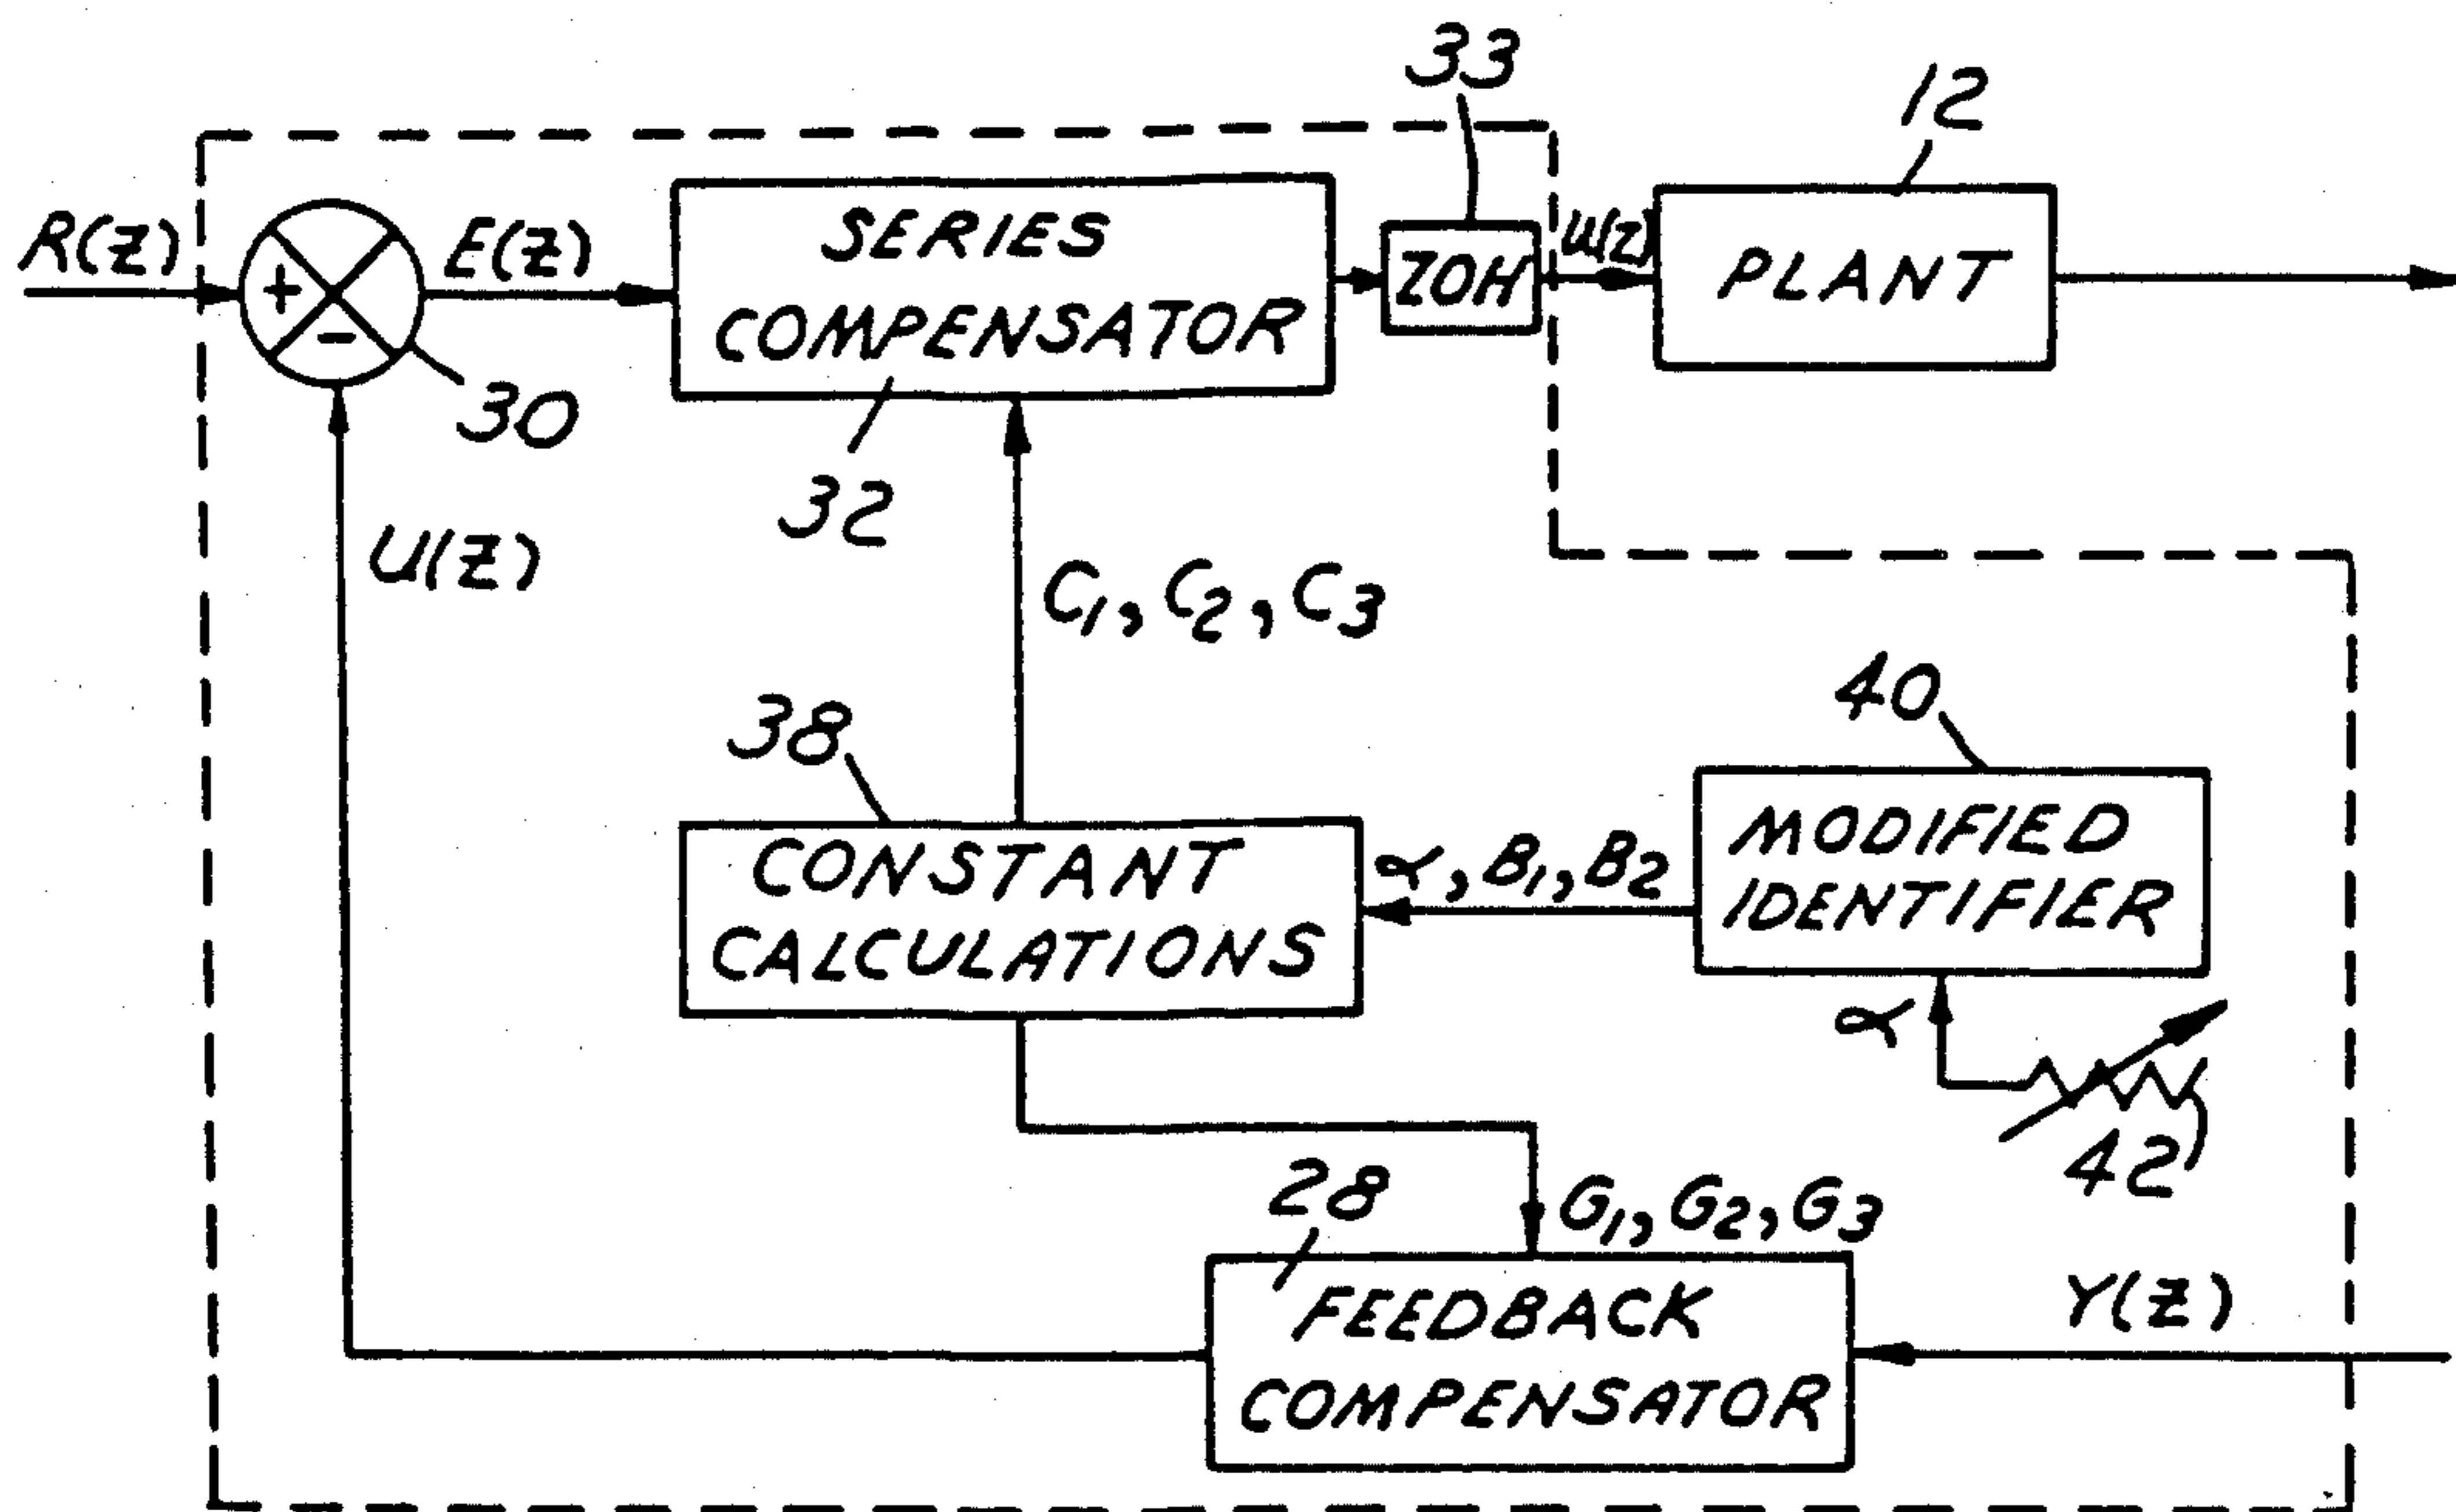 33
12
R(Z)
+
-
E(Z)
30
SERIES
COMPENSATOR
32
ZOH
U(Z)
PLANT
U(Z)
C1, C2, C3
38
CONSTANT
CALCULATIONS
α, B1, B2
40
MODIFIED
IDENTIFIER
α
42
28
G1, G2, G3
FEEDBACK
COMPENSATOR
Y(Z)